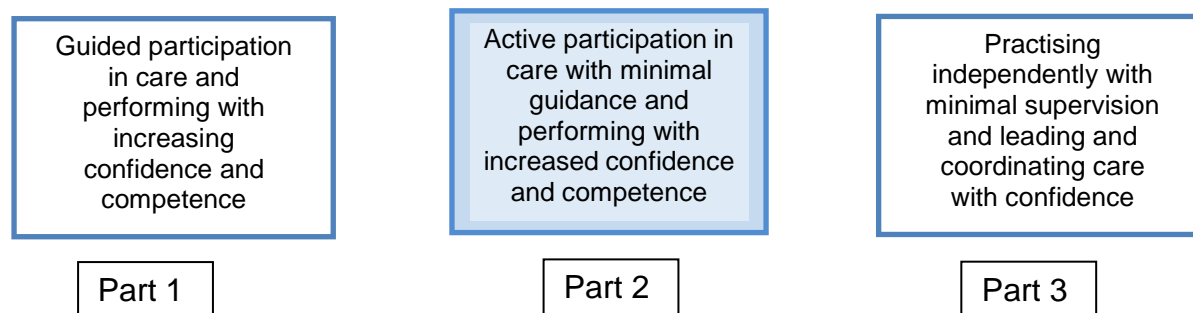 Guided participation
in care and
performing with
increasing
confidence and
competence
Part 1
Active participation in
care with minimal
guidance and
performing with
increased confidence
and competence
Part 2
Practising
independently with
minimal supervision
and leading and
coordinating care
with confidence
Part 3